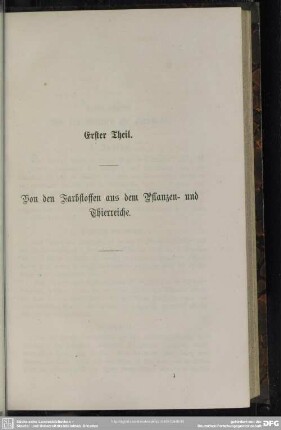 Erster Theil.
Von den Farbstoffen aus dem Pflanzen- und
Thierreiche.
1